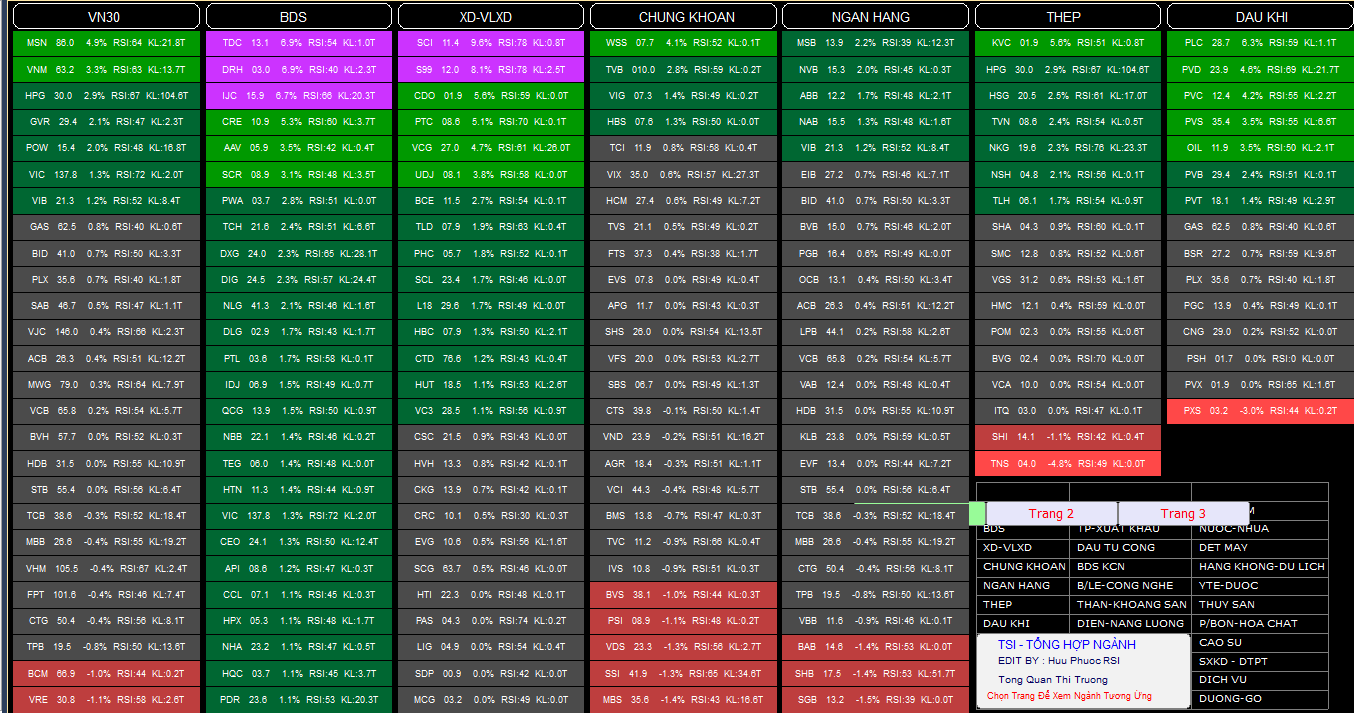 VN30 BDS XD-VLXD CHUNG KHOAN NGAN HANG THEP DAU KHI
MSN 86.0 4.9% RSI:64 KL:21.8T TDC 13.1 6.9% RSI:54 KL:1.0T SCI 11.4 9.6% RSI:78 KL:0.8T WSS 07.7 4.1% RSI:52 KL:0.1T MSB 13.9 2.2% RSI:39 KL:12.3T KVC 01.9 5.6% RSI:51 KL:0.8T PLC 28.7 6.3% RSI:59 KL:1.1T
VNM 63.2 3.3% RSI:63 KL:13.7T DRH 03.0 6.9% RSI:40 KL:2.3T S99 12.0 8.1% RSI:78 KL:2.5T TVB 010.0 2.8% RSI:59 KL:0.2T NVB 15.3 2.0% RSI:45 KL:0.3T HPG 30.0 2.9% RSI:67 KL:104.6T PVD 23.9 4.6% RSI:69 KL:21.7T
HPG 30.0 2.9% RSI:67 KL:104.6T IJC 15.9 6.7% RSI:66 KL:20.3T CDO 01.9 5.6% RSI:59 KL:0.0T VIG 07.3 1.4% RSI:49 KL:0.2T ABB 12.2 1.7% RSI:48 KL:2.1T HSG 20.5 2.5% RSI:61 KL:17.0T PVC 12.4 4.2% RSI:55 KL:2.2T
GVR 29.4 2.1% RSI:47 KL:2.3T CRE 10.9 5.3% RSI:60 KL:3.7T PTC 08.6 5.1% RSI:70 KL:0.1T HBS 07.6 1.3% RSI:50 KL:0.0T NAB 15.5 1.3% RSI:48 KL:1.6T TVN 08.6 2.4% RSI:54 KL:0.5T PVS 35.4 3.5% RSI:55 KL:6.6T
POW 15.4 2.0% RSI:48 KL:16.8T AAV 05.9 3.5% RSI:42 KL:0.4T VCG 27.0 4.7% RSI:61 KL:26.0T TCI 11.9 0.8% RSI:58 KL:0.4T VIB 21.3 1.2% RSI:52 KL:8.4T NKG 19.6 2.3% RSI:76 KL:23.3T OIL 11.9 3.5% RSI:50 KL:2.1T
VIC 137.8 1.3% RSI:72 KL:2.0T SCR 08.9 3.1% RSI:48 KL:3.5T UDJ 08.1 3.8% RSI:58 KL:0.0T VIX 35.0 0.6% RSI:57 KL:27.3T EIB 27.2 0.7% RSI:46 KL:7.1T NSH 04.8 2.1% RSI:56 KL:0.1T PVB 29.4 2.4% RSI:51 KL:0.1T
VIB 21.3 1.2% RSI:52 KL:8.4T PWA 03.7 2.8% RSI:51 KL:0.0T BCE 11.5 2.7% RSI:54 KL:0.1T HCM 27.4 0.6% RSI:49 KL:7.2T BID 41.0 0.7% RSI:50 KL:3.3T TLH 06.1 1.7% RSI:54 KL:0.9T PVT 18.1 1.4% RSI:49 KL:2.9T
GAS 62.5 0.8% RSI:40 KL:0.6T TCH 21.6 2.4% RSI:51 KL:6.6T TLD 07.9 1.9% RSI:63 KL:0.4T TVS 21.1 0.5% RSI:49 KL:0.2T BVB 15.0 0.7% RSI:46 KL:2.0T SHA 04.3 0.9% RSI:60 KL:0.1T GAS 62.5 0.8% RSI:40 KL:0.6T
BID 41.0 0.7% RSI:50 KL:3.3T DXG 24.0 2.3% RSI:65 KL:28.1T PHC 05.7 1.8% RSI:52 KL:0.1T FTS 37.3 0.4% RSI:38 KL:1.7T PGB 16.4 0.6% RSI:49 KL:0.0T SMC 12.8 0.8% RSI:52 KL:0.6T BSR 27.2 0.7% RSI:59 KL:9.6T
PLX 35.6 0.7% RSI:40 KL:1.8T DIG 24.5 2.3% RSI:57 KL:24.4T SCL 23.4 1.7% RSI:46 KL:0.0T EVS 07.8 0.0% RSI:49 KL:0.4T OCB 13.1 0.4% RSI:50 KL:3.4T VGS 31.2 0.6% RSI:53 KL:1.6T PLX 35.6 0.7% RSI:40 KL:1.8T
SAB 46.7 0.5% RSI:47 KL:1.1T NLG 41.3 2.1% RSI:46 KL:1.6T L18 29.6 1.7% RSI:49 KL:0.0T APG 11.7 0.0% RSI:43 KL:0.3T ACB 26.3 0.4% RSI:51 KL:12.2T HMC 12.1 0.4% RSI:59 KL:0.0T PGC 13.9 0.4% RSI:49 KL:0.1T
VJC 146.0 0.4% RSI:66 KL:2.3T DLG 02.9 1.7% RSI:43 KL:1.7T HBC 07.9 1.3% RSI:50 KL:2.1T SHS 26.0 0.0% RSI:54 KL:13.5T LPB 44.1 0.2% RSI:58 KL:2.6T POM 02.3 0.0% RSI:55 KL:0.6T CNG 29.0 0.2% RSI:52 KL:0.0T
ACB 26.3 0.4% RSI:51 KL:12.2T PTL 03.6 1.7% RSI:58 KL:0.1T CTD 76.6 1.2% RSI:43 KL:0.4T VFS 20.0 0.0% RSI:53 KL:2.7T VCB 65.8 0.2% RSI:54 KL:5.7T BVG 02.4 0.0% RSI:70 KL:0.0T PSH 01.7 0.0% RSI:0 KL:0.0T
MWG 79.0 0.3% RSI:64 KL:7.9T IDJ 06.9 1.5% RSI:49 KL:0.7T HUT 18.5 1.1% RSI:53 KL:2.6T SBS 06.7 0.0% RSI:49 KL:1.3T VAB 12.4 0.0% RSI:48 KL:0.4T VCA 10.0 0.0% RSI:54 KL:0.0T PVX 01.9 0.0% RSI:65 KL:1.6T
VCB 65.8 0.2% RSI:54 KL:5.7T QCG 13.9 1.5% RSI:50 KL:0.9T VC3 28.5 1.1% RSI:56 KL:0.9T CTS 39.8 -0.1% RSI:50 KL:1.4T HDB 31.5 0.0% RSI:55 KL:10.9T ITQ 03.0 0.0% RSI:47 KL:0.1T PXS 03.2 -3.0% RSI:44 KL:0.2T
BVH 57.7 0.0% RSI:52 KL:0.3T NBB 22.1 1.4% RSI:46 KL:0.2T CSC 21.5 0.9% RSI:43 KL:0.0T VND 23.9 -0.2% RSI:51 KL:16.2T KLB 23.8 0.0% RSI:59 KL:0.5T SHI 14.1 -1.1% RSI:42 KL:0.4T
HDB 31.5 0.0% RSI:55 KL:10.9T TEG 06.0 1.4% RSI:48 KL:0.0T HVH 13.3 0.8% RSI:42 KL:0.1T AGR 18.4 -0.3% RSI:51 KL:1.1T EVF 13.4 0.0% RSI:44 KL:7.2T TNS 04.0 -4.8% RSI:49 KL:0.0T
STB 55.4 0.0% RSI:56 KL:6.4T HTN 11.3 1.4% RSI:44 KL:0.9T CKG 13.9 0.7% RSI:42 KL:0.1T VCI 44.3 -0.4% RSI:48 KL:5.7T STB 55.4 0.0% RSI:56 KL:6.4T
TCB 38.6 -0.3% RSI:52 KL:18.4T VIC 137.8 1.3% RSI:72 KL:2.0T CRC 10.1 0.5% RSI:30 KL:0.3T BMS 13.8 -0.7% RSI:47 KL:0.3T TCB 38.6 -0.3% RSI:52 KL:18.4T Trang 2 Trang 3 M
BDS TP-XUAT KHAU NUOC-NHUA
MBB 26.6 -0.4% RSI:55 KL:19.2T CEO 24.1 1.3% RSI:50 KL:12.4T EVG 10.6 0.5% RSI:56 KL:1.6T TVC 11.2 -0.9% RSI:66 KL:0.4T MBB 26.6 -0.4% RSI:55 KL:19.2T XD-VLXD DAU TU CONG DET MAY
VHM 105.5 -0.4% RSI:67 KL:2.4T API 08.6 1.2% RSI:47 KL:0.3T SCG 63.7 0.5% RSI:46 KL:0.0T IVS 10.8 -0.9% RSI:51 KL:0.3T CTG 50.4 -0.4% RSI:56 KL:8.1T CHUNG KHOAN BDS KCN HANG KHONG-DU LICH
FPT 101.6 -0.4% RSI:46 KL:7.4T CCL 07.1 1.1% RSI:45 KL:0.3T HTI 22.3 0.0% RSI:48 KL:0.1T BVS 38.1 -1.0% RSI:44 KL:0.3T TPB 19.5 -0.8% RSI:50 KL:13.6T NGAN HANG B/LE-CONG NGHE YTE-DUOC
THEP THAN-KHOANG SAN THUY SAN
CTG 50.4 -0.4% RSI:56 KL:8.1T HPX 05.3 1.1% RSI:48 KL:1.7T PAS 04.3 0.0% RSI:74 KL:0.2T PSI 08.9 -1.1% RSI:48 KL:0.2T VBB 11.6 -0.9% RSI:46 KL:0.1T DAU KHI DIEN-NANG LUONG P/BON-HOA CHAT
TPB 19.5 -0.8% RSI:50 KL:13.6T NHA 23.2 1.1% RSI:47 KL:0.5T LIG 04.9 0.0% RSI:54 KL:0.4T VDS 23.3 -1.3% RSI:56 KL:2.7T BAB 14.6 -1.4% RSI:53 KL:0.0T TSI - TỔNG HỢP NGÀNH CAO SU
EDIT BY : Huu Phuoc RSI SXKD - DTPT
BCM 66.9 -1.0% RSI:44 KL:0.2T HQC 03.7 1.1% RSI:45 KL:3.7T SDP 00.9 0.0% RSI:42 KL:0.0T SSI 41.9 -1.3% RSI:65 KL:34.6T SHB 17.5 -1.4% RSI:53 KL:51.7T Tong Quan Thi Truong DICH VU
VRE 30.8 -1.1% RSI:58 KL:2.6T PDR 23.6 1.1% RSI:53 KL:20.3T MCG 03.2 0.0% RSI:49 KL:0.0T MBS 35.6 -1.4% RSI:43 KL:16.6T SGB 13.2 -1.5% RSI:39 KL:0.0T Chọn Trang Để Xem Ngành Tương Ứng DUONG-GO